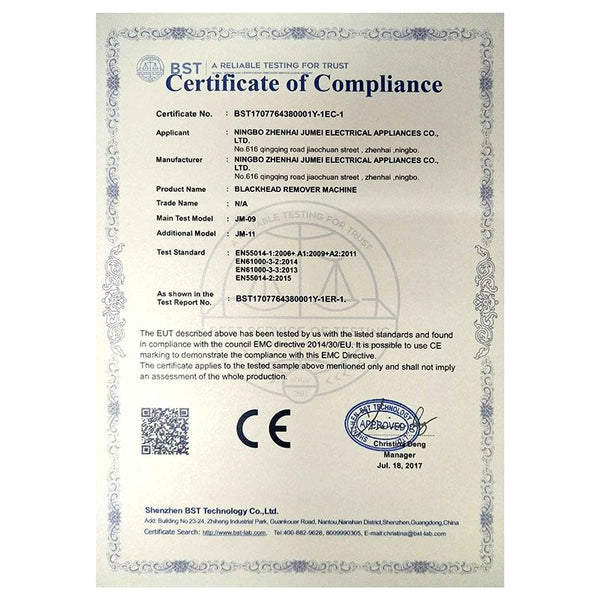 BST
A RELIABLE TESTING FOR TRUST
Certificate of Compliance
Certificate No. : BST1707764380001Y-1EC-1
Applicant : NINGBO ZHENHAI JUMEI ELECTRICAL APPLIANCES CO.,
LTD.
No.616 qingqing road jiaochuan street , zhenhai ,ningbo.
Manufacturer : NINGBO ZHENHAI JUMEI ELECTRICAL APPLIANCES CO.,
LTD.
No.616 qingqing road jiaochuan street , zhenhai ,ningbo.
Product Name : BLACKHEAD REMOVER MACHINE
Trade Name : N/A
Main Test Model : JM-09
Additional Model : JM-11
Test Standard : EN55014-1:2006+ A1:2009+A2:2011
EN61000-3-2:2014
EN61000-3-3:2013
EN55014-2:2015
As shown in the
Test Report No. : BST1707764380001Y-1ER-1.
A RELIABLE TESTING FOR TRUST
The EUT described above has been tested by us with the listed standards and found
in compliance with the council EMC directive 2014/30/EU. It is possible to use CE
marking to demonstrate the compliance with this EMC Directive.
The certificate applies to the tested sample above mentioned only and shall not imply
an assessment of the whole production.
CE
SHENZHEN BST TECHNOLOGY CO.,LTD
APPROVED
Christina Deng
Manager
Jul. 18, 2017
Shenzhen BST Technology Co.,Ltd.
Add: Building No.23-24, Zhiheng Industrial Park, Guankouer Road, Nantou,Nanshan District,Shenzhen,Guangdong,China
Certificate Search: http://www.bst-lab.com Tel:400-882-9628, 8009990305, E-mail:christina@bst-lab.com